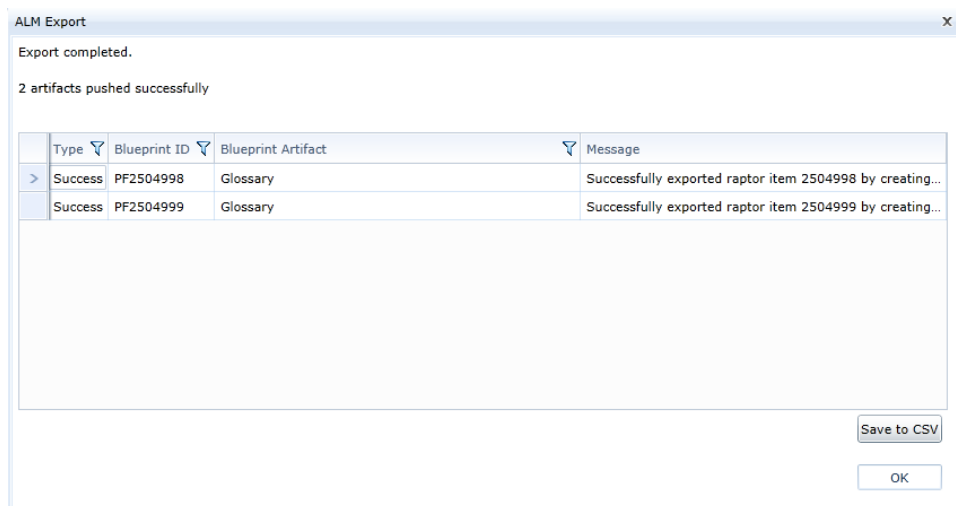 ALM Export x
Export completed.
2 artifacts pushed successfully
Type Blueprint ID Blueprint Artifact Message
> Success PF2504998 Glossary Successfully exported raptor item 2504998 by creating...
Success PF2504999 Glossary Successfully exported raptor item 2504999 by creating...
Save to CSV
OK